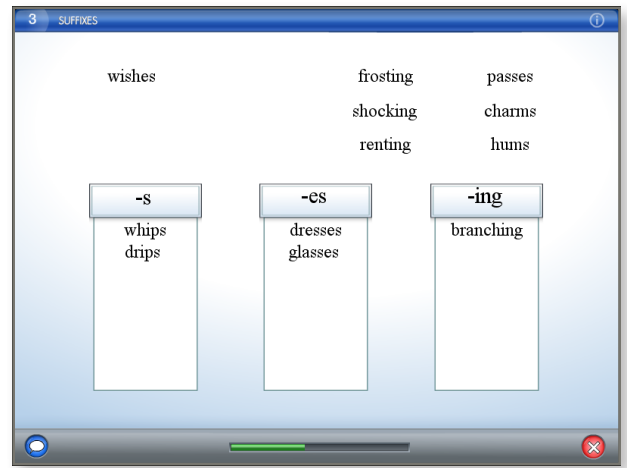 3 SUFFIXES
wishes frosting passes
shocking charms
renting hums
-s -es -ing
whips dresses branching
drips glasses